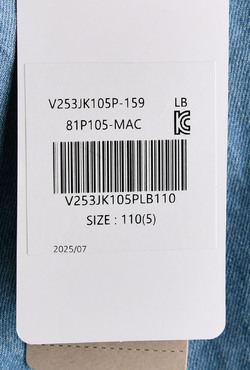 V253JK105P-159 LB
81P105-MAC
V253JK105PLB110
SIZE : 110(5)
2025/07